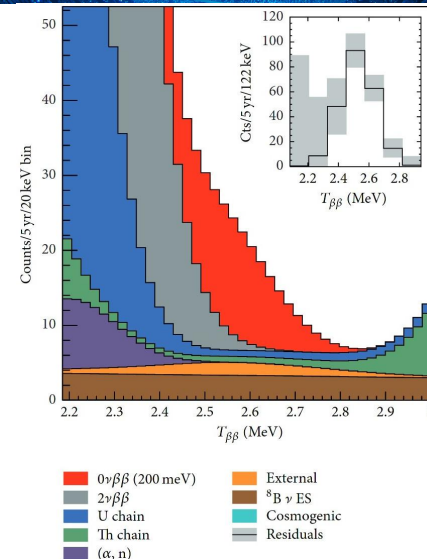 50
40
30
20
10
0
Counts/5 yr/20 keV bin
2.2 2.3 2.4 2.5 2.6 2.7 2.8 2.9
Tββ (MeV)
120
100
80
60
40
20
0
Cts/5 yr/122 keV
2.2 2.4 2.6 2.8
Tββ (MeV)
0νββ (200 meV)
2νββ
U chain
Th chain
(α, n)
External
⁸B ν ES
Cosmogenic
Residuals